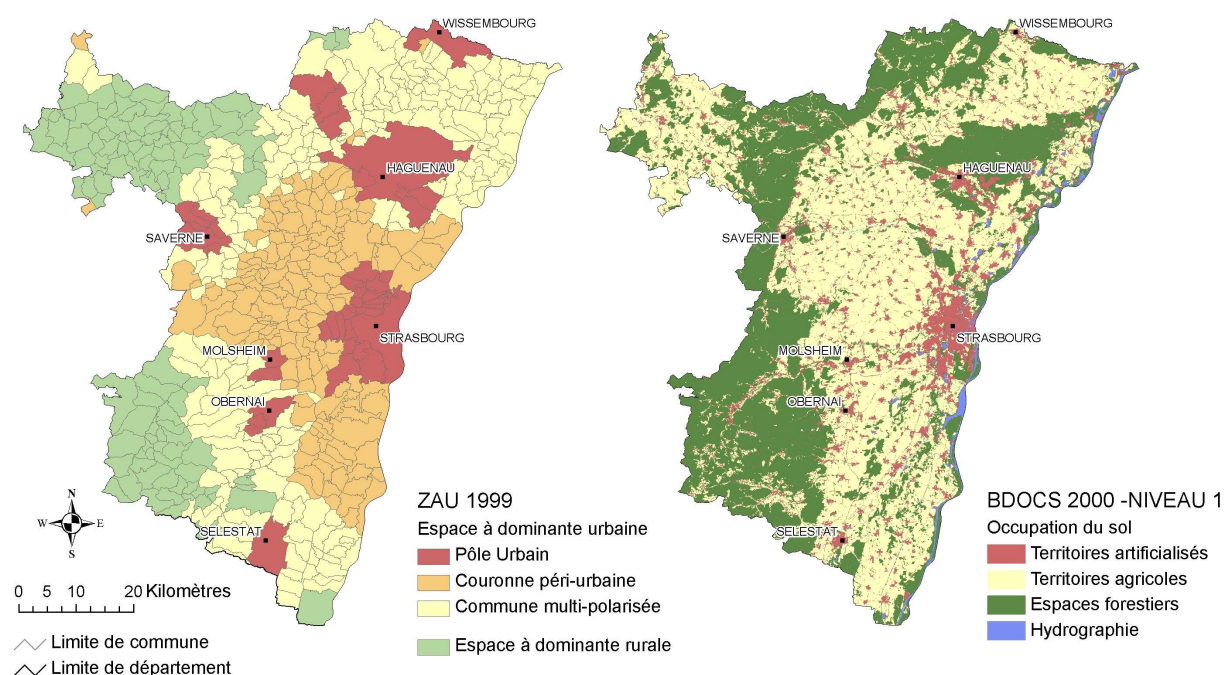 WISSEMBOURG
HAGUENAU
SAVERNE
STRASBOURG
MOLSHEIM
OBERNAI
SELESTAT
N
W E
S
0 5 10 20 Kilomètres
Limite de commune
Limite de département
ZAU 1999
Espace à dominante urbaine
Pôle Urbain
Couronne péri-urbaine
Commune multi-polarisée
Espace à dominante rurale
WISSEMBOURG
HAGUENAU
SAVERNE
STRASBOURG
MOLSHEIM
OBERNAI
SELESTAT
BDOCS 2000 -NIVEAU 1
Occupation du sol
Territoires artificialisés
Territoires agricoles
Espaces forestiers
Hydrographie